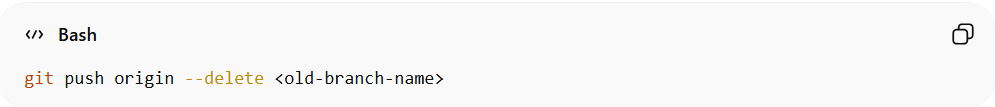 </> Bash
git push origin --delete <old-branch-name>